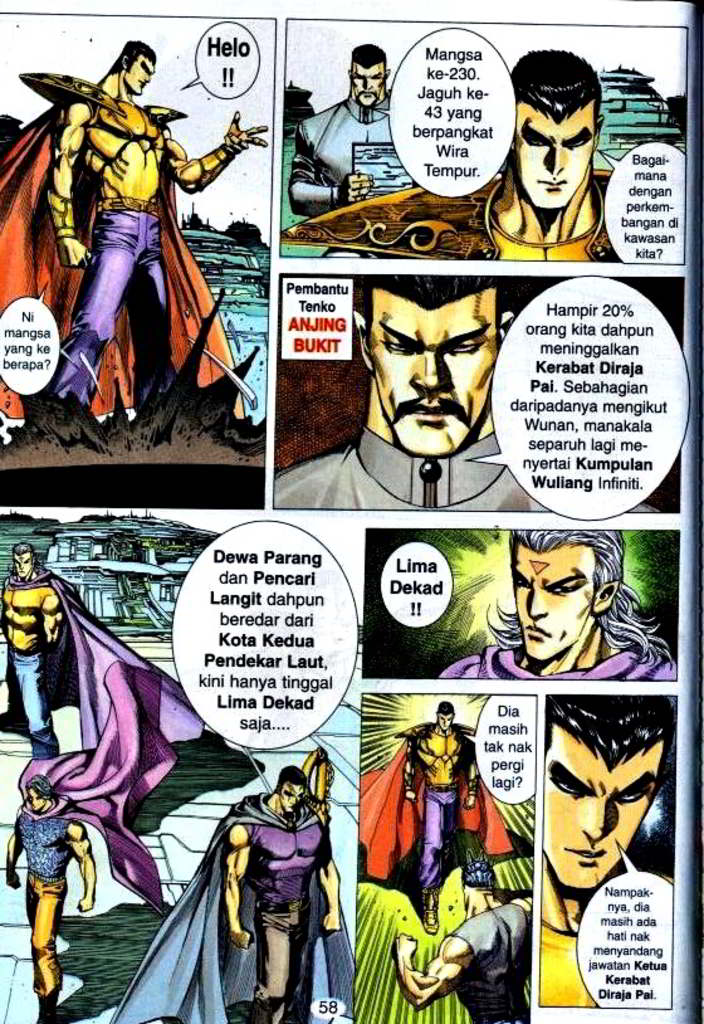 Helo
!!
Ni
mangsa
yang ke
berapa?
Mangsa
ke-230.
Jaguh ke-
43 yang
berpangkat
Wira
Tempur.
Bagai-
mana
dengan
perkem-
bangan di
kawasan
kita?
Pembantu
Tenko
ANJING
BUKIT
Hampir 20%
orang kita dahpun
meninggalkan
Kerabat Diraja
Pai. Sebahagian
daripadanya mengikut
Wunan, manakala
separuh lagi me-
nyertai Kumpulan
Wuliang Infiniti.
Dewa Parang
dan Pencari
Langit dahpun
beredar dari
Kota Kedua
Pendekar Laut,
kini hanya tinggal
Lima Dekad
saja....
Lima
Dekad
!!
Dia
masih
tak nak
pergi
lagi?
Nampak-
nya, dia
masih ada
hati nak
menyandang
jawatan Ketua
Kerabat
Diraja Pai.
58